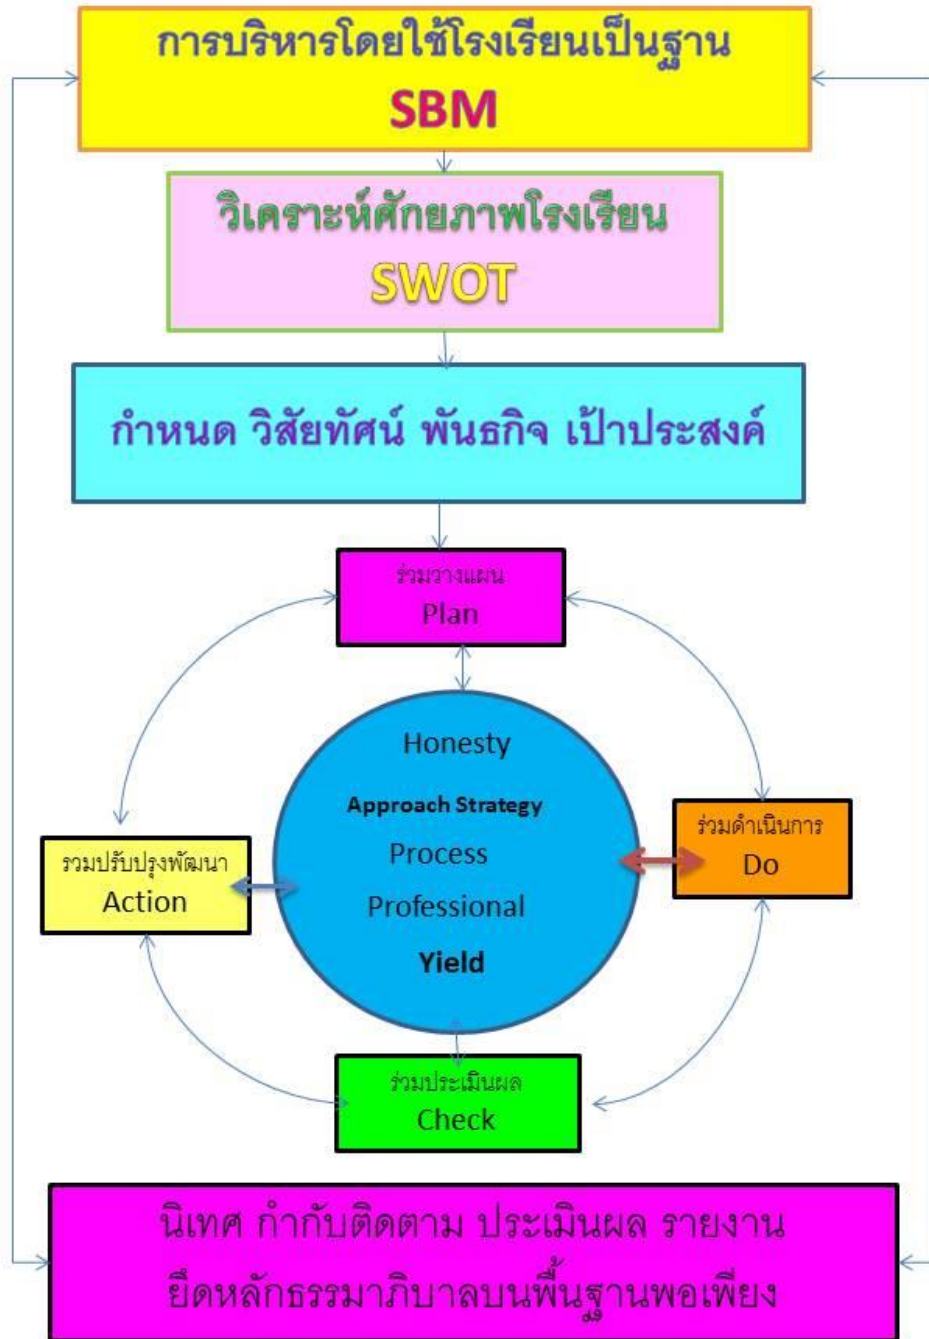 การบริหารโดยใช้โรงเรียนเป็นฐาน
SBM
วิเคราะห์ศักยภาพโรงเรียน
SWOT
กำหนด วิสัยทัศน์ พันธกิจ เป้าประสงค์
ร่วมวางแผน
Plan
Honesty
Approach Strategy
Process
Professional
Yield
ร่วมดำเนินการ
Do
รวมปรับปรุงพัฒนา
Action
ร่วมประเมินผล
Check
นิเทศ กำกับติดตาม ประเมินผล รายงาน
ยึดหลักธรรมาภิบาลบนพื้นฐานพอเพียง